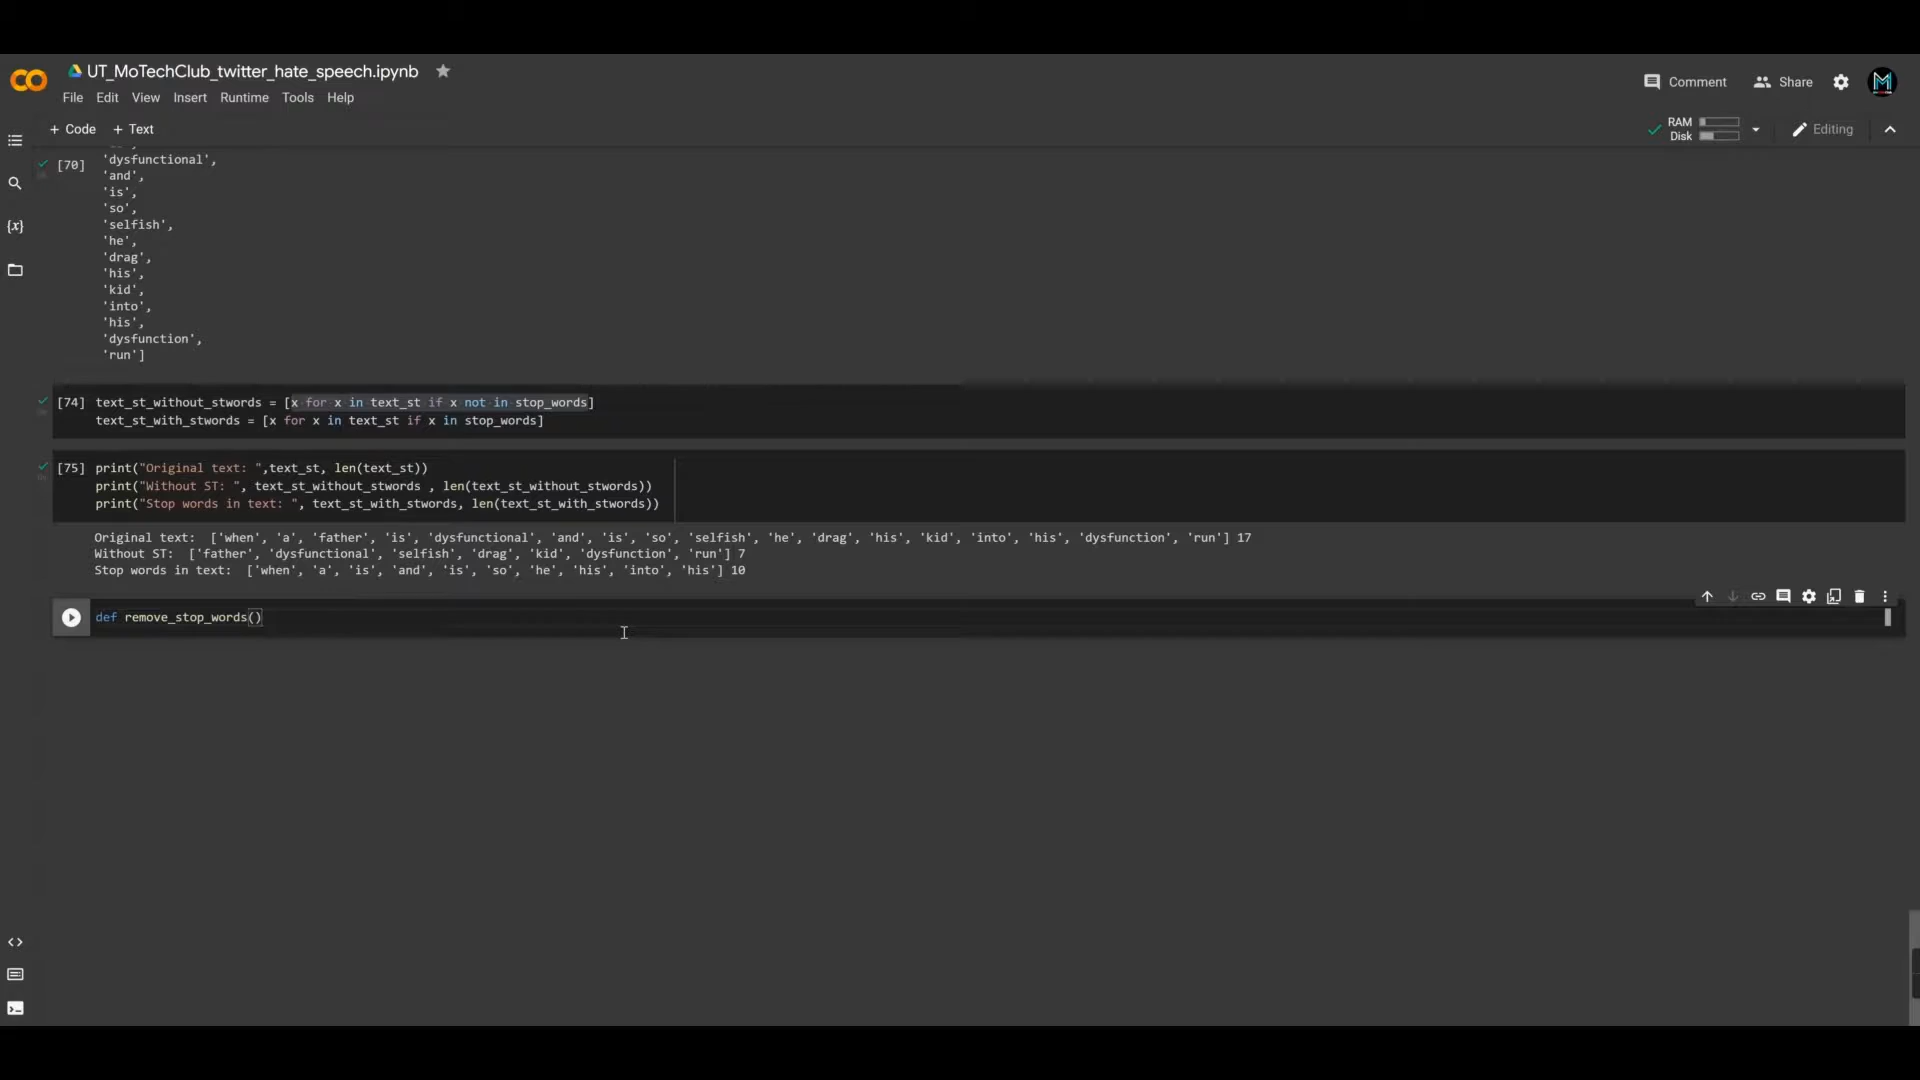 UT_MoTechClub_twitter_hate_speech.ipynb
File Edit View Insert Runtime Tools Help
Comment Share
+ Code + Text
RAM
Disk
Editing
[70]
'dysfunctional',
'and',
'is',
'so',
'selfish',
'he',
'drag',
'his',
'kid',
'into',
'his',
'dysfunction',
'run']
[74] text_st_without_stwords = [x for x in text_st if x not in stop_words]
text_st_with_stwords = [x for x in text_st if x in stop_words]
[75] print("Original text: ",text_st, len(text_st))
print("Without ST: ", text_st_without_stwords , len(text_st_without_stwords))
print("Stop words in text: ", text_st_with_stwords, len(text_st_with_stwords))
Original text:  ['when', 'a', 'father', 'is', 'dysfunctional', 'and', 'is', 'so', 'selfish', 'he', 'drag', 'his', 'kid', 'into', 'his', 'dysfunction', 'run'] 17
Without ST:  ['father', 'dysfunctional', 'selfish', 'drag', 'kid', 'dysfunction', 'run'] 7
Stop words in text:  ['when', 'a', 'is', 'and', 'is', 'so', 'he', 'his', 'into', 'his'] 10
def remove_stop_words()